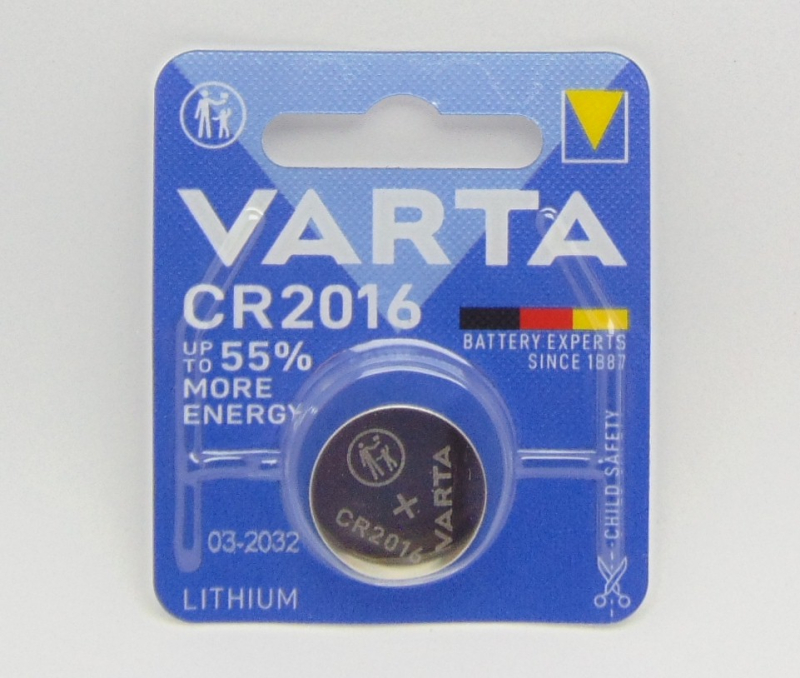 VARTA
CR2016
UP TO 55%
MORE
ENERGY
BATTERY EXPERTS
SINCE 1887
CHILD SAFETY
VARTA
+
CR2016
03-2032
LITHIUM